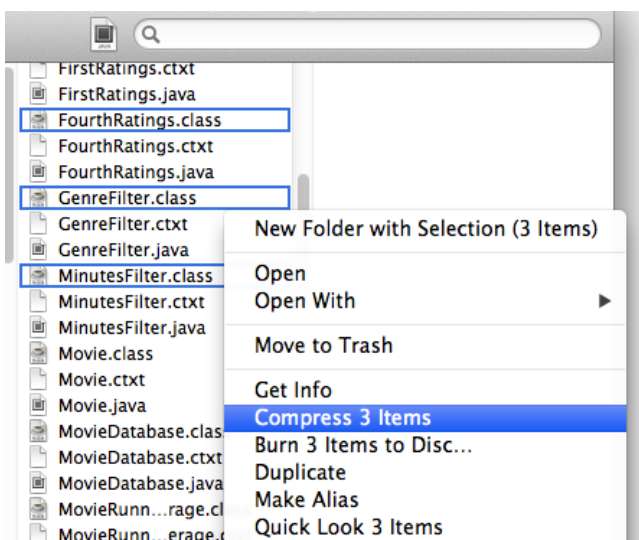 FirstRatings.ctxt
FirstRatings.java
FourthRatings.class
FourthRatings.ctxt
FourthRatings.java
GenreFilter.class
GenreFilter.ctxt
GenreFilter.java
MinutesFilter.class
MinutesFilter.ctxt
MinutesFilter.java
Movie.class
Movie.ctxt
Movie.java
MovieDatabase.clas
MovieDatabase.ctxt
MovieDatabase.java
MovieRunn...rage.cl
MovieRunn...erage.c
New Folder with Selection (3 Items)
Open
Open With
Move to Trash
Get Info
Compress 3 Items
Burn 3 Items to Disc...
Duplicate
Make Alias
Quick Look 3 Items